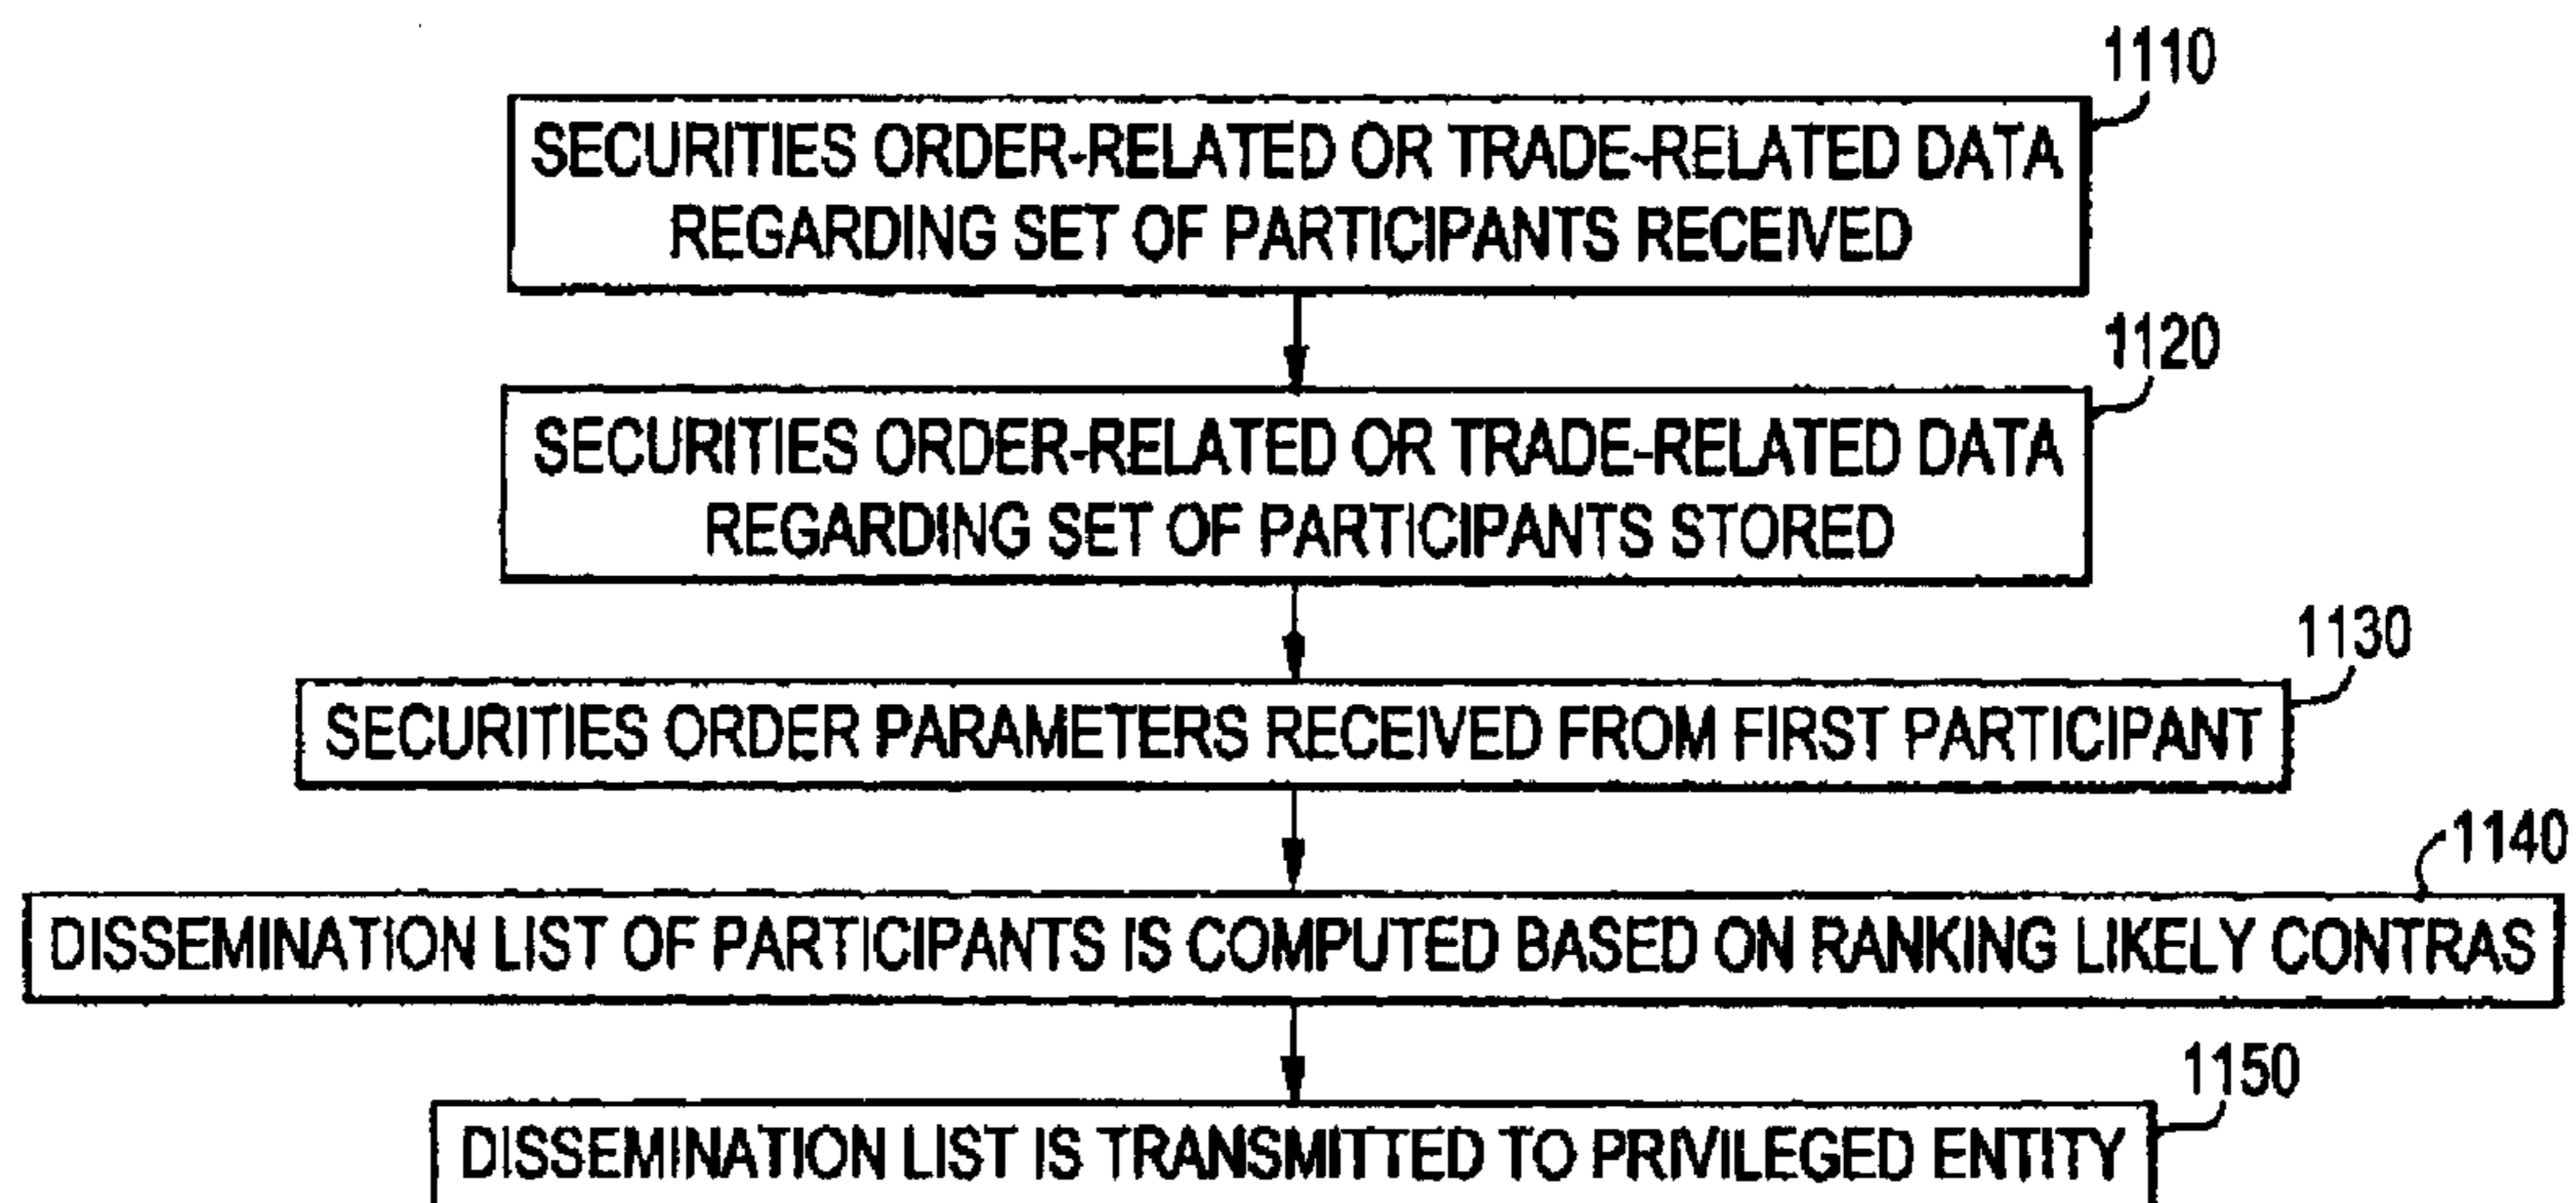 1110
SECURITIES ORDER-RELATED OR TRADE-RELATED DATA
REGARDING SET OF PARTICIPANTS RECEIVED
1120
SECURITIES ORDER-RELATED OR TRADE-RELATED DATA
REGARDING SET OF PARTICIPANTS STORED
1130
SECURITIES ORDER PARAMETERS RECEIVED FROM FIRST PARTICIPANT
1140
DISSEMINATION LIST OF PARTICIPANTS IS COMPUTED BASED ON RANKING LIKELY CONTRAS
1150
DISSEMINATION LIST IS TRANSMITTED TO PRIVILEGED ENTITY